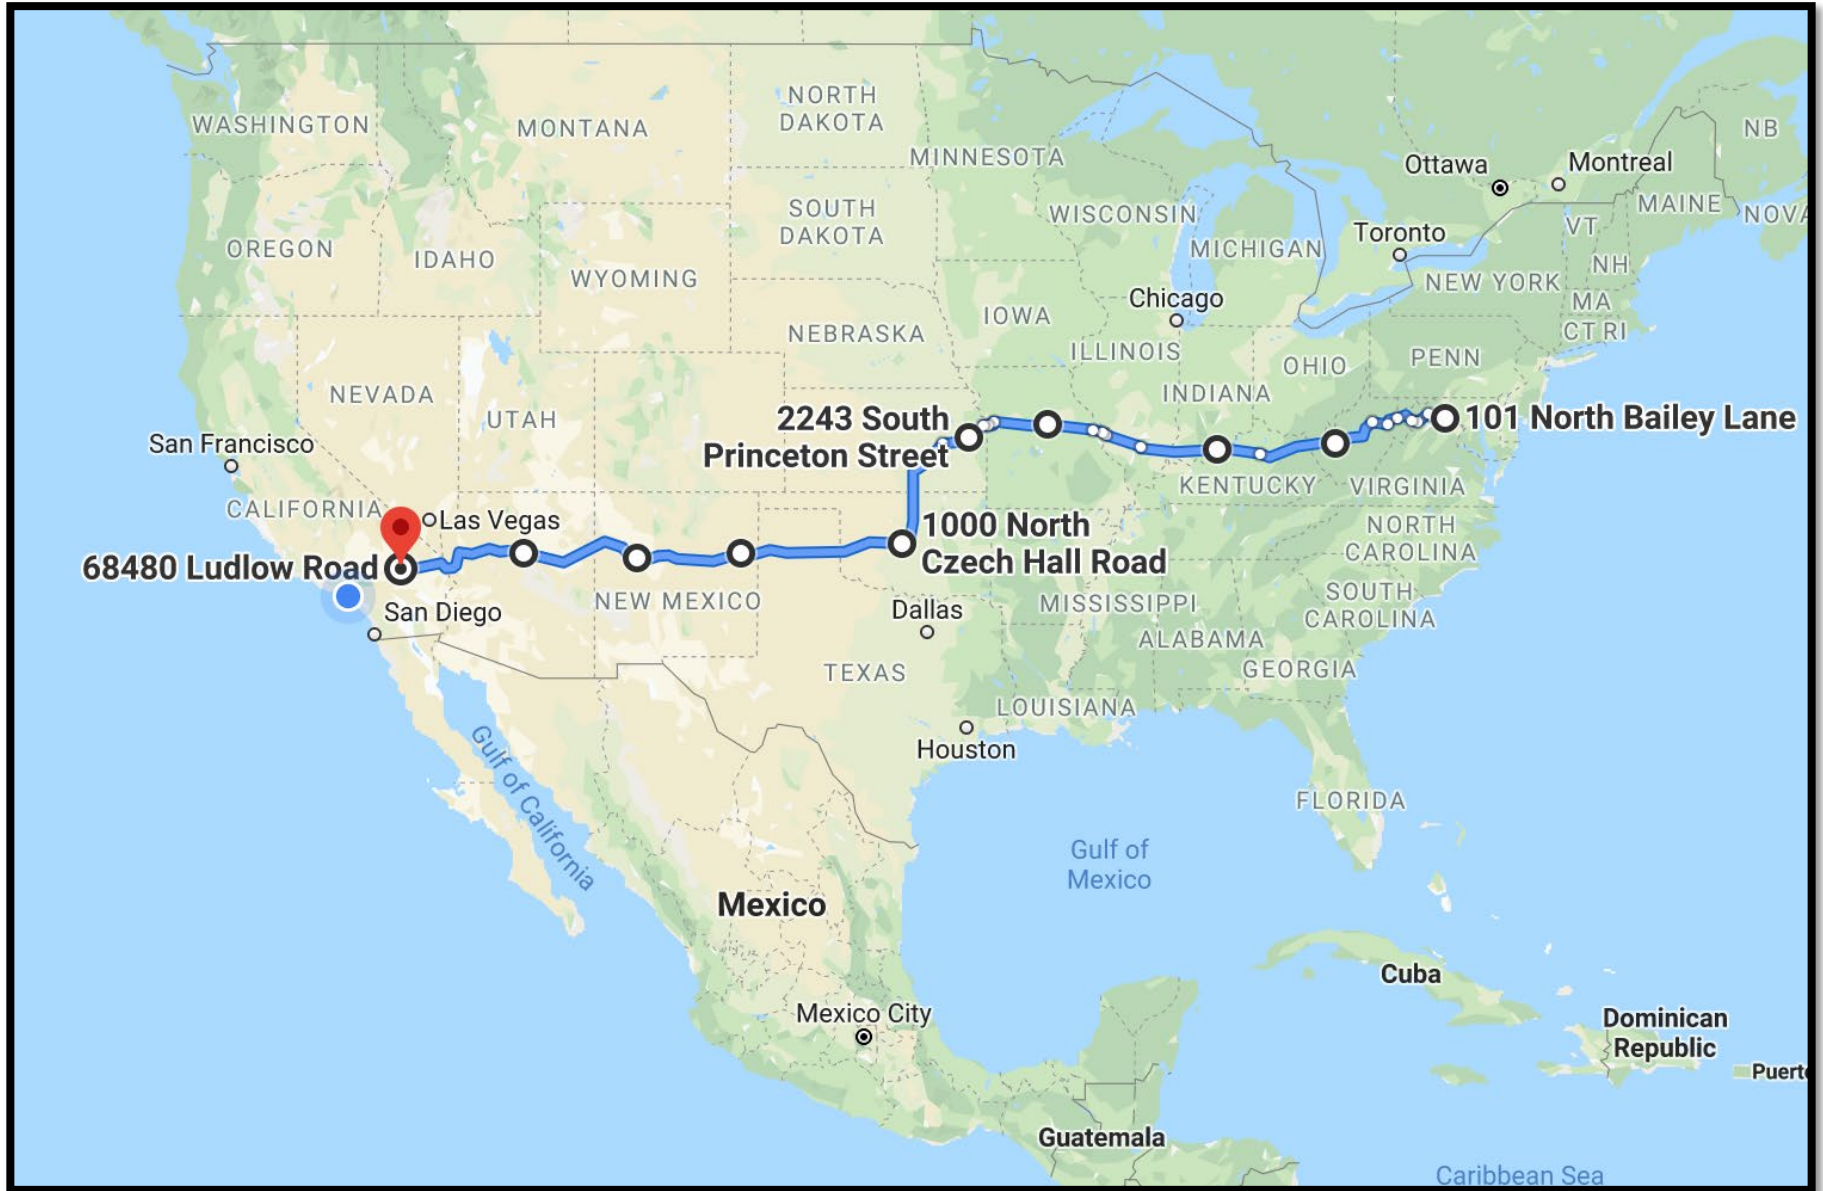 NORTH
DAKOTA
WASHINGTON
MONTANA
NB
MINNESOTA
Ottawa
Montreal
MAINE
NOVA
SOUTH
DAKOTA
WISCONSIN
VT
Toronto
OREGON
IDAHO
MICHIGAN
NH
WYOMING
NEW YORK
MA
Chicago
CT RI
IOWA
NEBRASKA
ILLINOIS
PENN
OHIO
NEVADA
INDIANA
UTAH
2243 South
Princeton Street
101 North Bailey Lane
San Francisco
KENTUCKY
VIRGINIA
CALIFORNIA
Las Vegas
1000 North
Czech Hall Road
NORTH
CAROLINA
68480 Ludlow Road
San Diego
NEW MEXICO
Dallas
MISSISSIPPI
SOUTH
CAROLINA
ALABAMA
TEXAS
GEORGIA
LOUISIANA
Houston
Gulf of California
FLORIDA
Gulf of
Mexico
Mexico
Cuba
Mexico City
Dominican
Republic
Puerto
Guatemala
Caribbean Sea